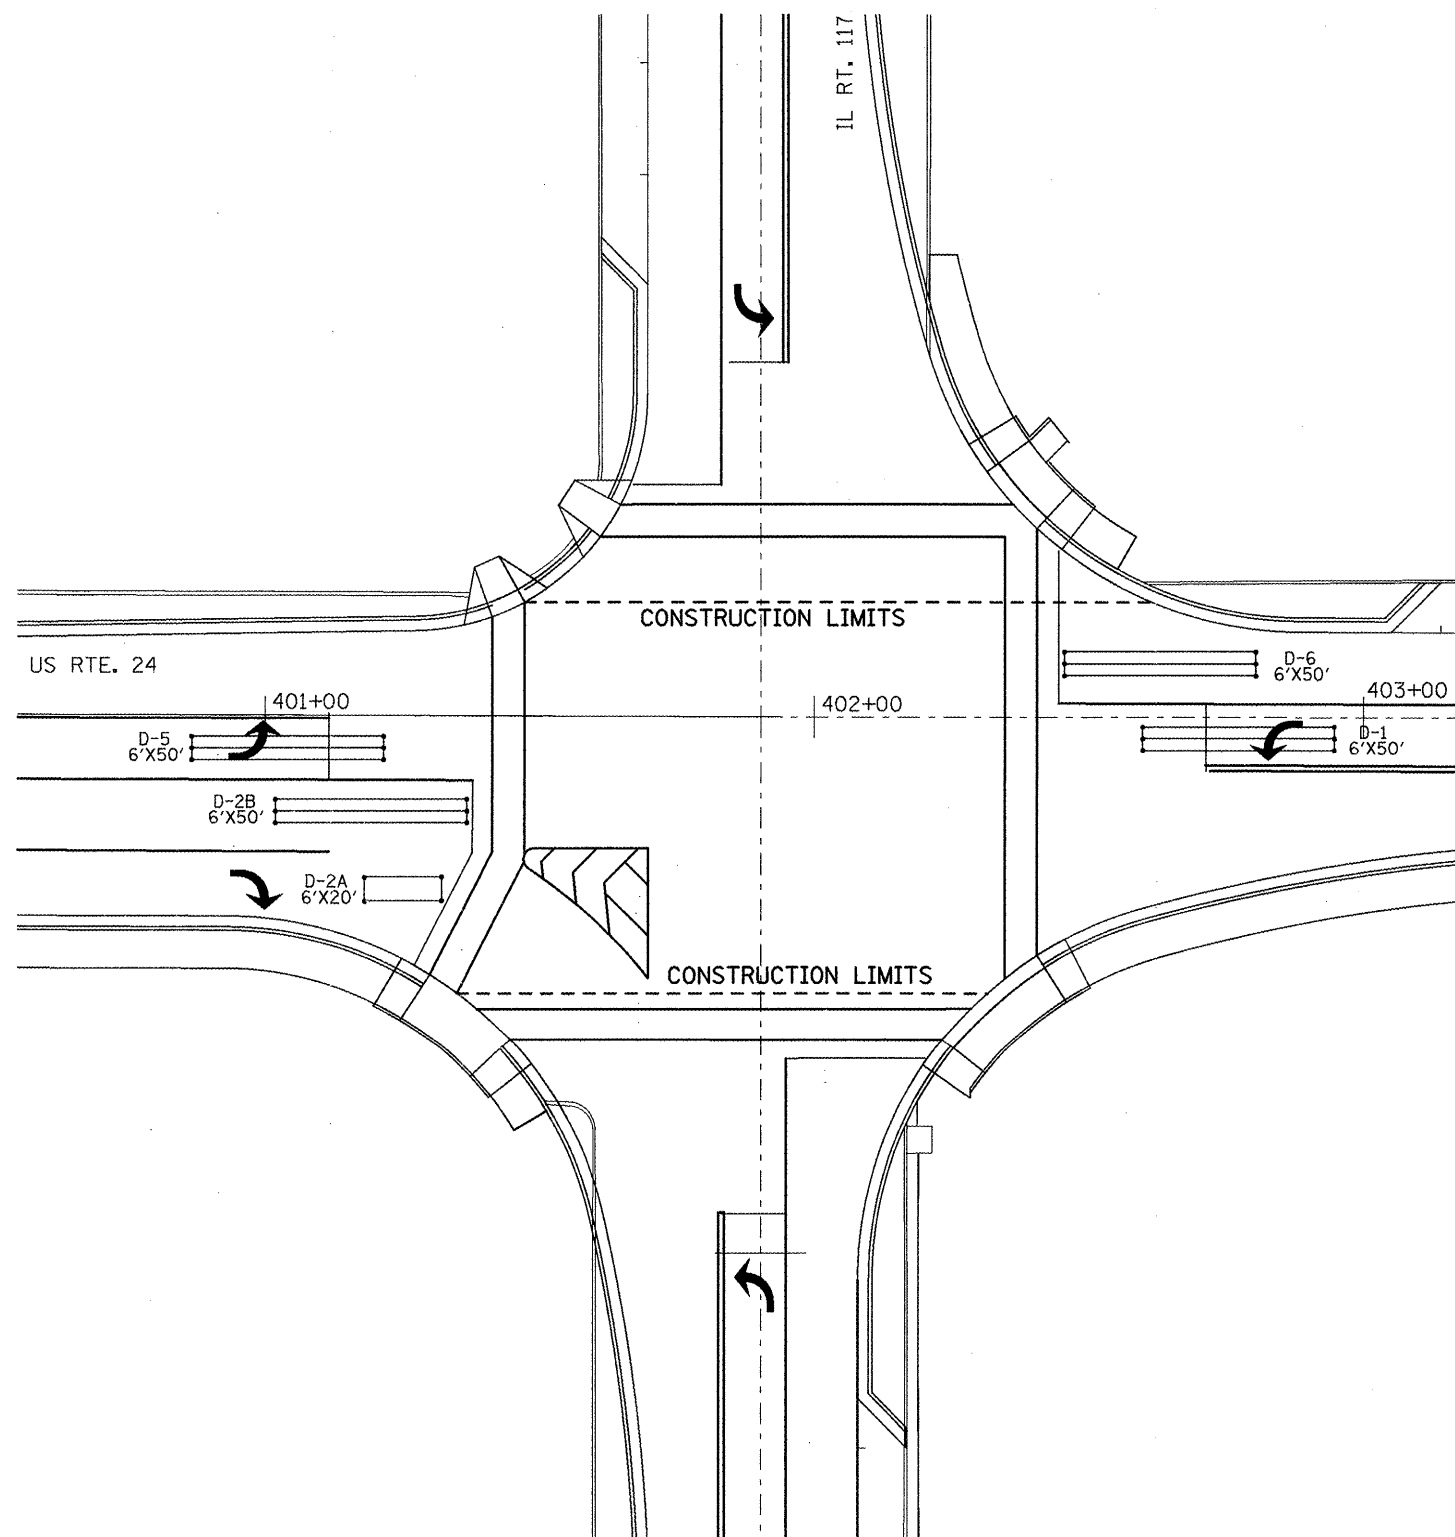 IL RT. 117
CONSTRUCTION LIMITS
US RTE. 24
D-6
6'X50'
401+00
402+00
403+00
D-5
6'X50'
D-1
6'X50'
D-2B
6'X50'
D-2A
6'X20'
CONSTRUCTION LIMITS